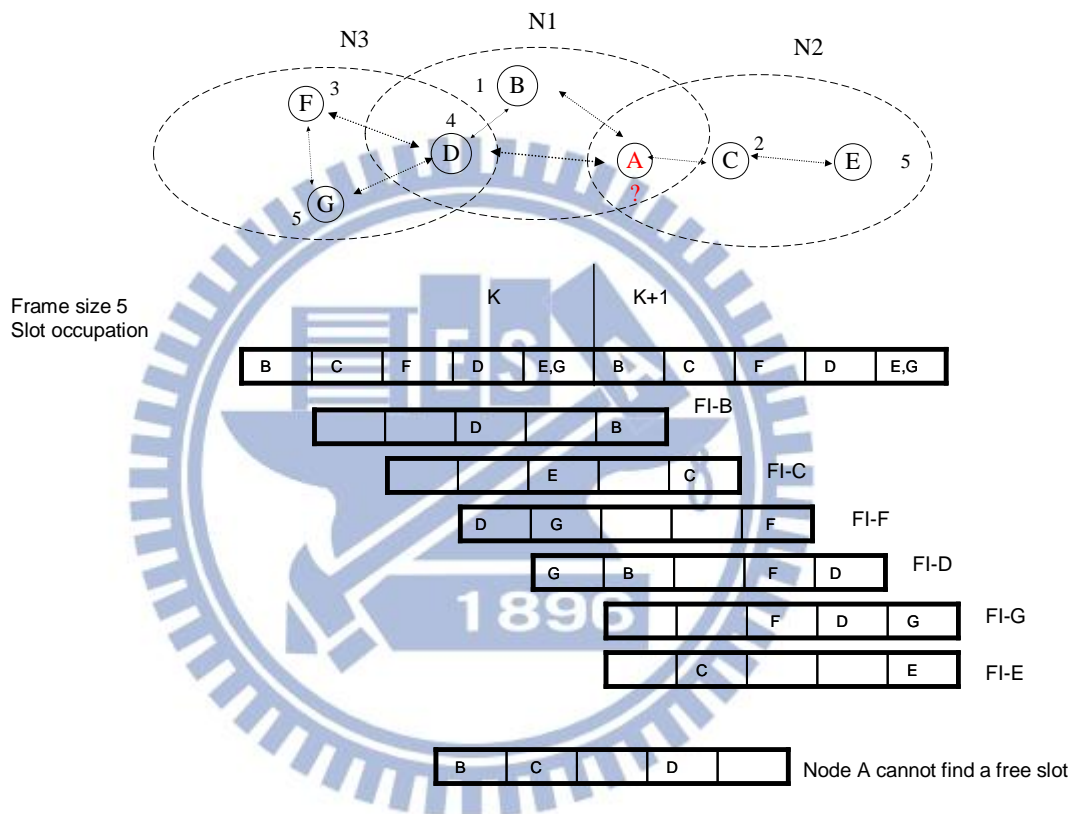 N3
N1
N2
F 3
1 B
4
D
A
?
C 2
E 5
5 G
K K+1
Frame size 5
Slot occupation
B C F D E,G B C F D E,G
FI-B
D B
E C FI-C
D G F FI-F
G B F D FI-D
F D G FI-G
C E FI-E
ESA
1896
B C D Node A cannot find a free slot